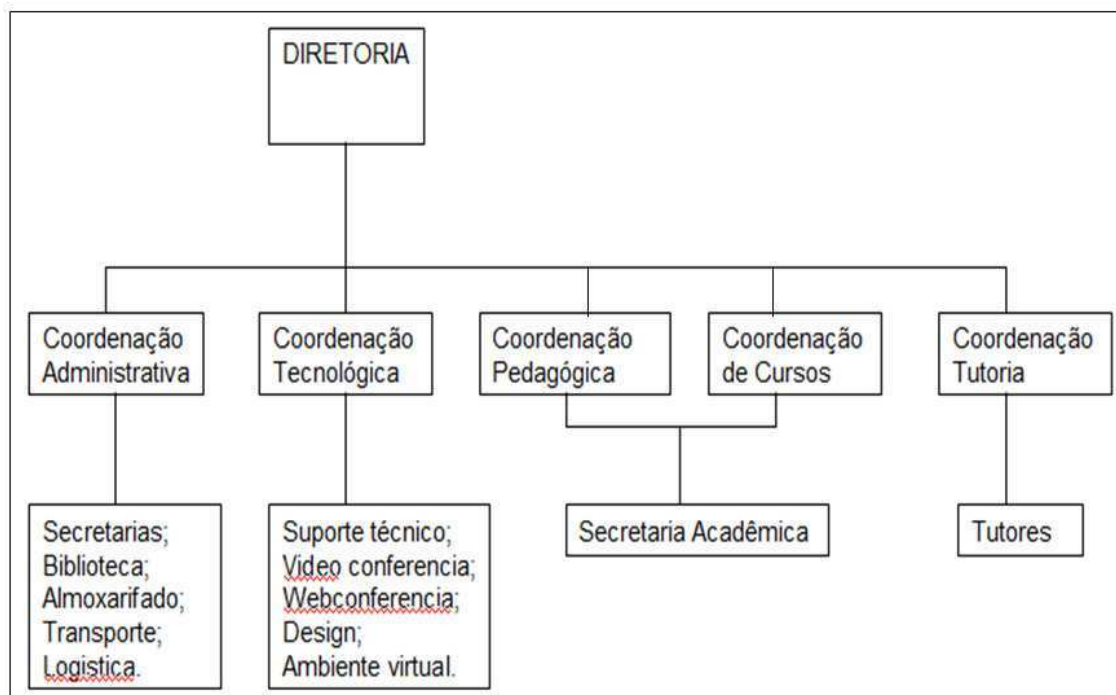 DIRETORIA
Coordenação
Administrativa
Coordenação
Tecnológica
Coordenação
Pedagógica
Coordenação
de Cursos
Coordenação
Tutoria
Secretarias;
Biblioteca;
Almoxarifado;
Transporte;
Logistica.
Suporte técnico;
Video conferencia;
Webconferencia;
Design;
Ambiente virtual.
Secretaria Acadêmica
Tutores